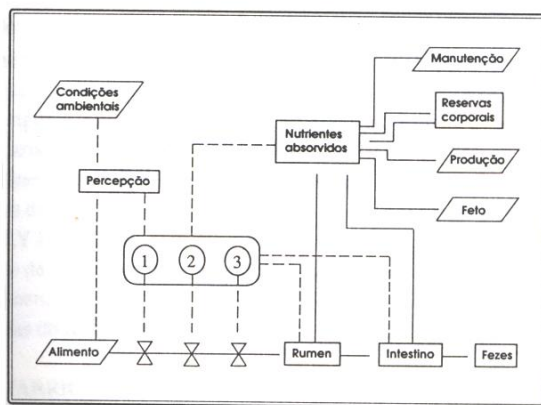 Condições
ambientais
Manutenção
Reservas
corporais
Nutrientes
absorvidos
Percepção
Produção
Feto
1 2 3
Alimento
Rumen
Intestino
Fezes